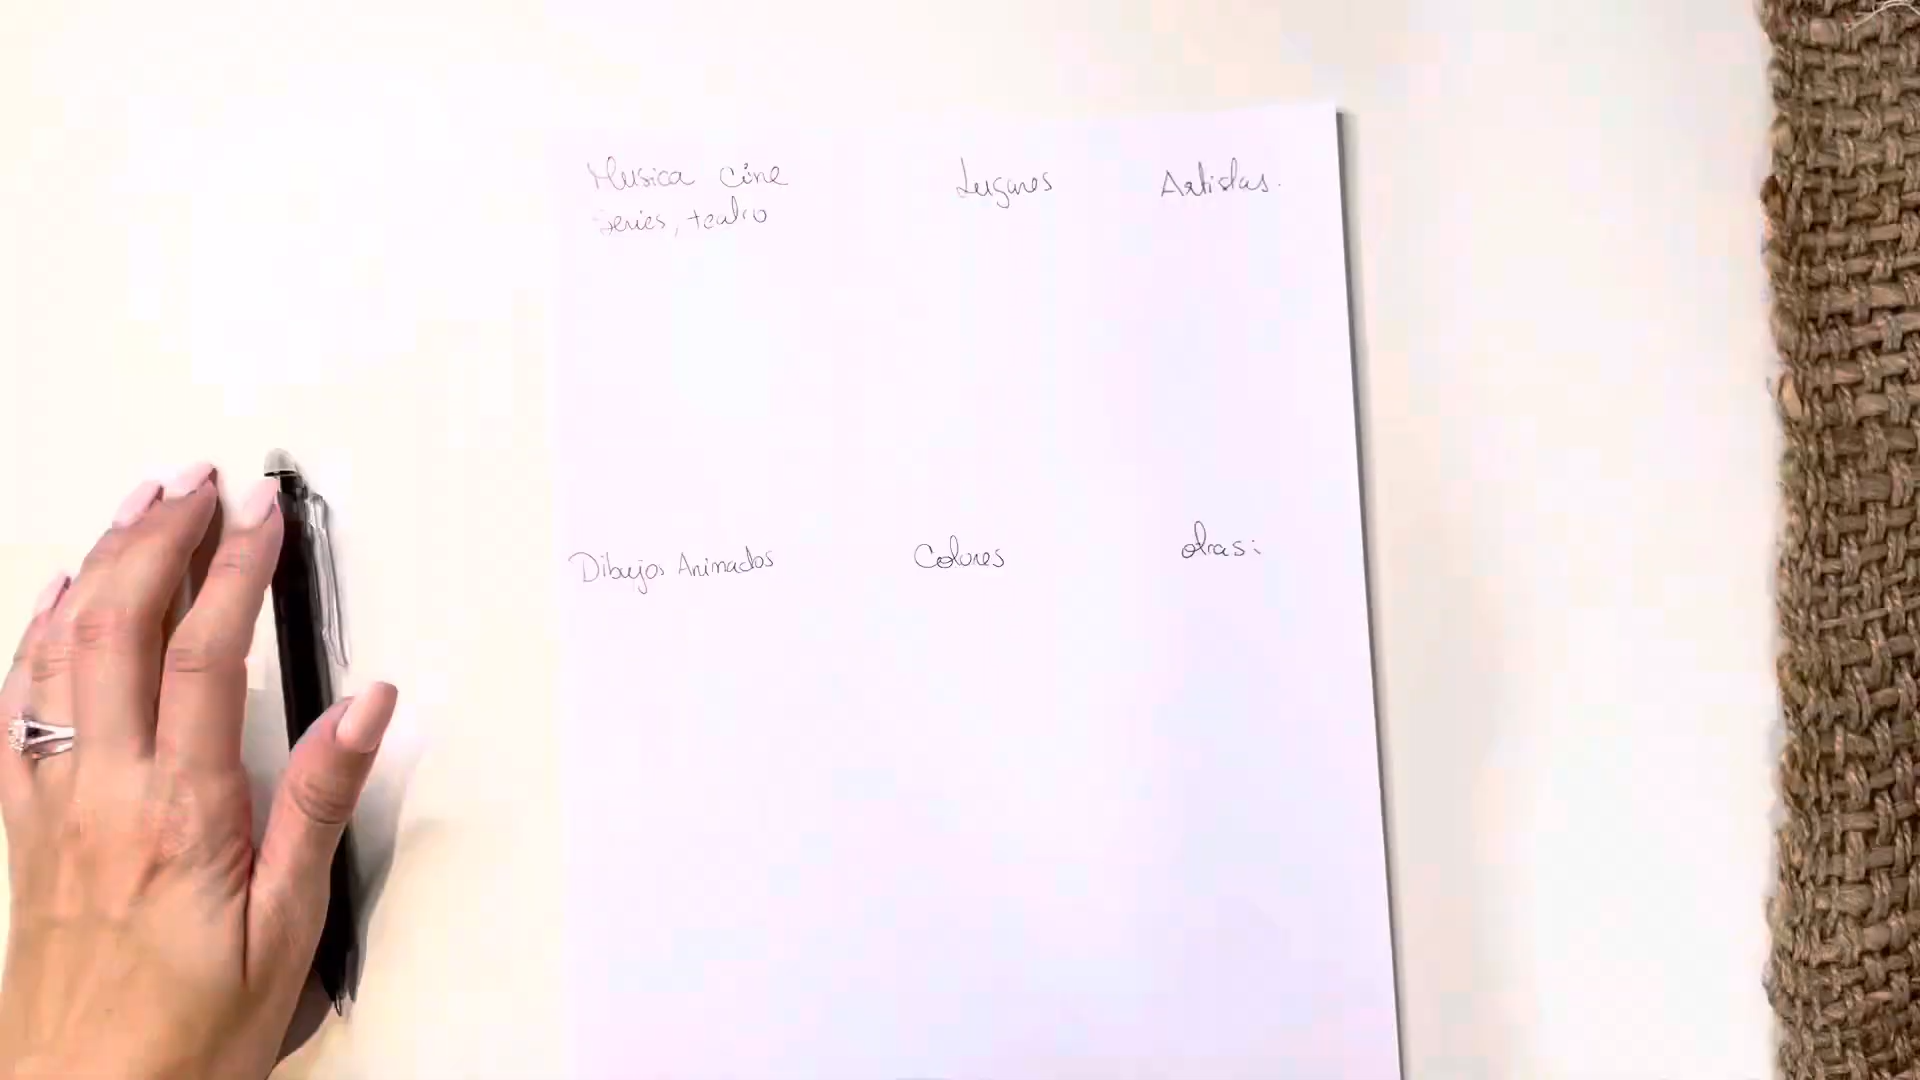 Musica cine
Series, teatro
Lugares
Artistas.
Dibujos Animados
Colores
otras: